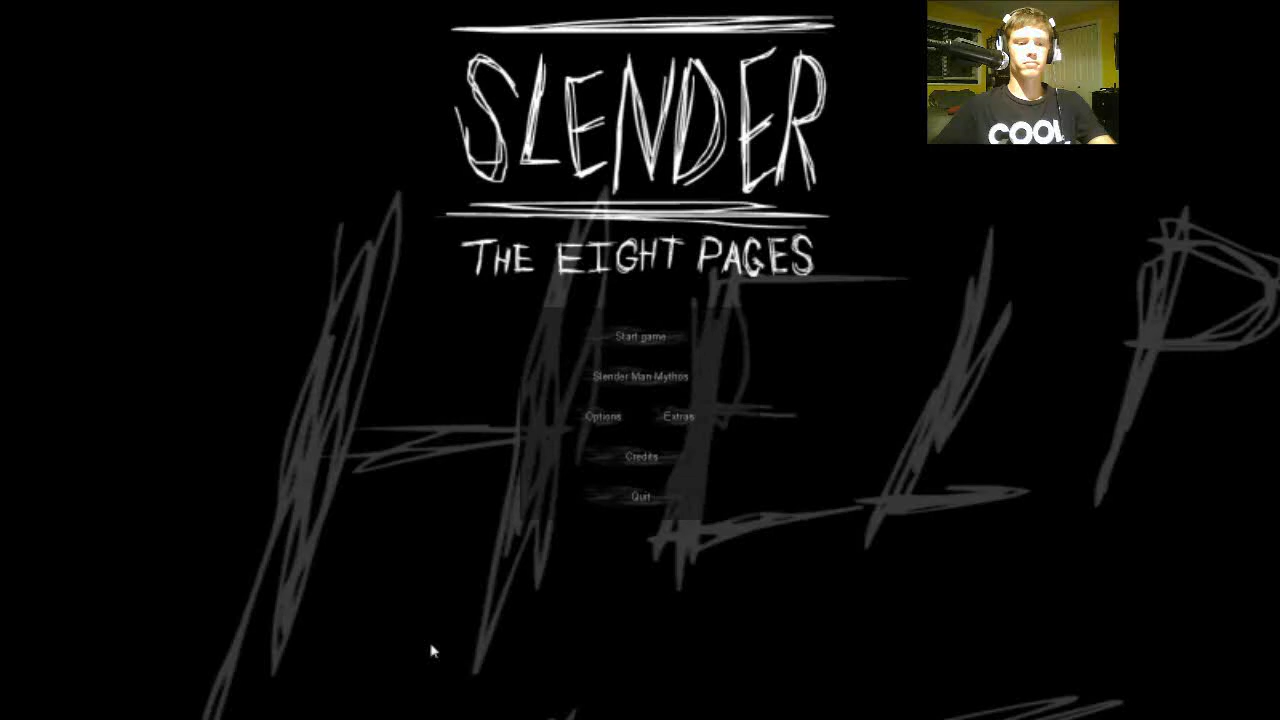 SLENDER
THE EIGHT PAGES
HELP
Start game
Slender Man Mythos
Options Extras
Credits
Quit
COOL